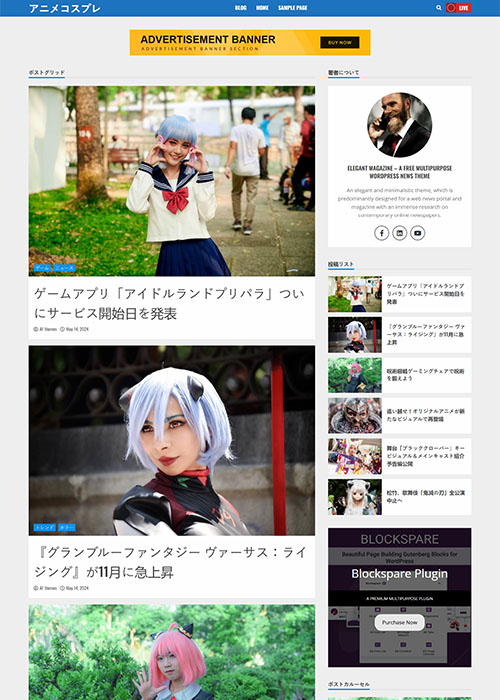 アニメコスプレ
BLOG HOME SAMPLE PAGE
LIVE
ADVERTISEMENT BANNER
ADVERTISEMENT BANNER SECTION
BUY NOW
ポストグリッド
ゲーム ニュース
ゲームアプリ「アイドルランドプリパラ」つい
にサービス開始日を発表
AF themes May 14, 2024
トレンド ホラー
『グランブルーファンタジー ヴァーサス：ライ
ジング』が11月に急上昇
AF themes May 14, 2024
著者について
ELEGANT MAGAZINE – A FREE MULTIPURPOSE
WORDPRESS NEWS THEME
An elegant and minimalistic theme, which is
predominantly designed for a web news portal and
magazine with an immense research on
contemporary online newspapers.
投稿リスト
ゲームアプリ「アイドルランドプ
リパラ」ついにサービス開始日を
発表
『グランブルーファンタジー ヴァ
ーサス：ライジング』が11月に急
上昇
呪術廻戦ゲーミングチェアで呪術
を鍛えよう
追い越せ！オリジナルアニメが新
たなビジュアルで再登場
舞台「ブラッククローバー」キー
ビジュアル＆メインキャスト紹介
予告編公開
松竹、歌舞伎「鬼滅の刃」全公演
中止へ
BLOCKSPARE
Beautiful Page Building Gutenberg Blocks for
WordPress
Blockspare Plugin
A PREMIUM MULTIPURPOSE PLUGIN
Purchase Now
ポストカルーセル